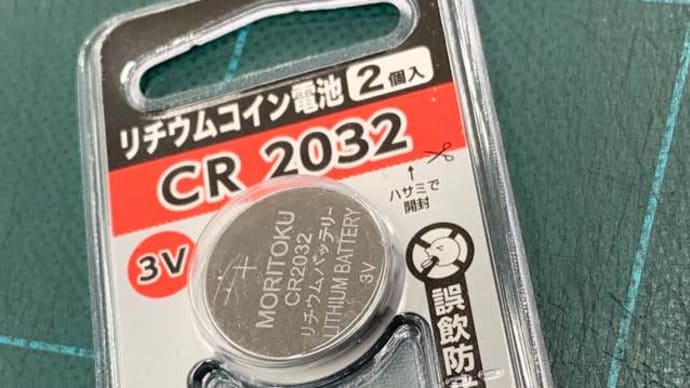 リチウムコイン電池 2個入
CR 2032
ハサミで
開封
3V
MORITOKU
CR2032
リチウムバッテリー
LITHIUM BATTERY
3V
誤飲防